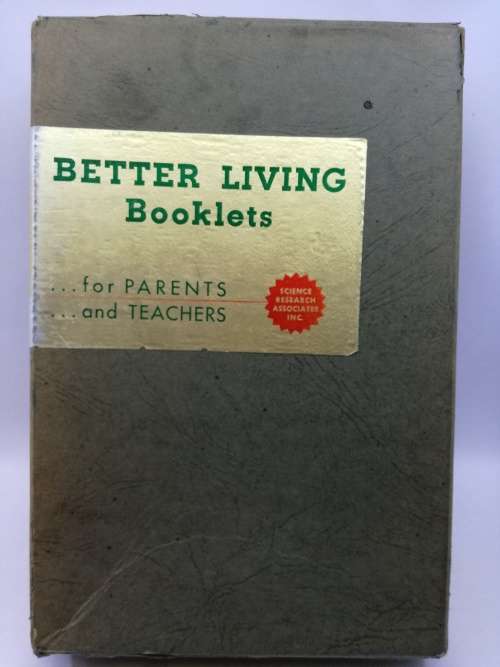 BETTER LIVING
Booklets
...for PARENTS
...and TEACHERS
SCIENCE
RESEARCH
ASSOCIATES
INC.